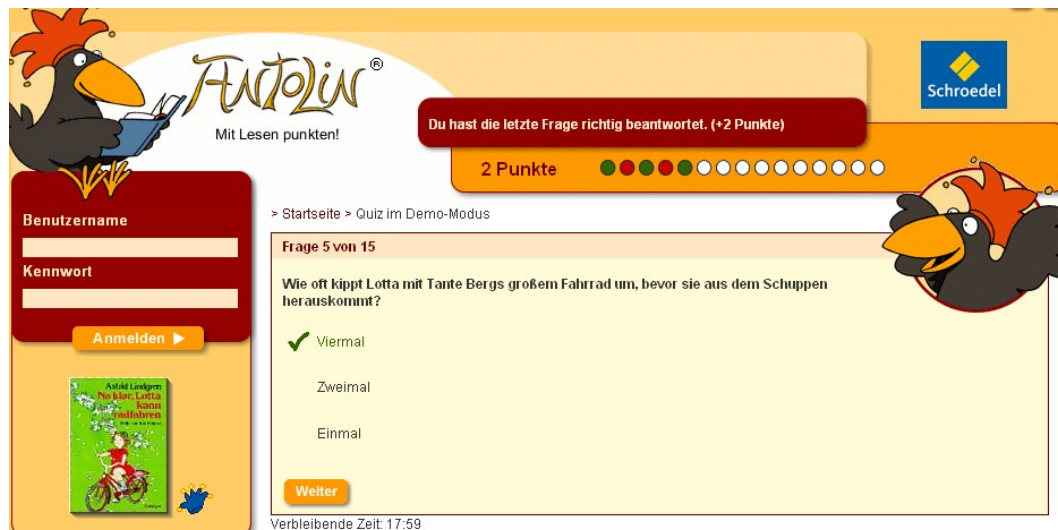 ANTOLIN®
Mit Lesen punkten!
Schroedel
Du hast die letzte Frage richtig beantwortet. (+2 Punkte)
2 Punkte
Benutzername
Kennwort
Anmelden
> Startseite > Quiz im Demo-Modus
Frage 5 von 15
Wie oft kippt Lotta mit Tante Bergs großem Fahrrad um, bevor sie aus dem Schuppen
herauskommt?
Viermal
Zweimal
Einmal
Weiter
Verbleibende Zeit: 17:59
Astrid Lindgren
Na klar, Lotta
kann
radfahren